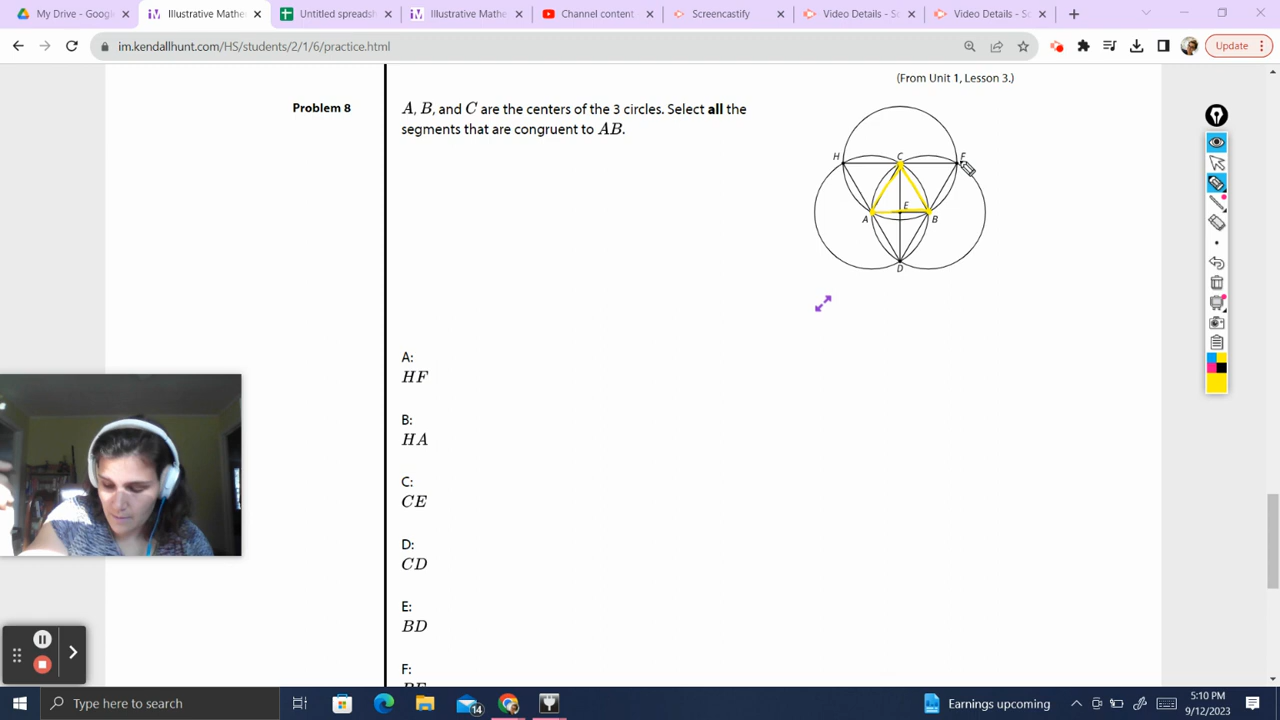 My Drive - Google
Illustrative Mathe
Untitled spreadsh
Illustrative Mathe
Channel content
Screencastify
Video Details - Sc
Video Details - Sc
im.kendallhunt.com/HS/students/2/1/6/practice.html
Update
(From Unit 1, Lesson 3.)
Problem 8
A, B, and C are the centers of the 3 circles. Select all the
segments that are congruent to AB.
H
C
F
A
E
B
D
A:
HF
B:
HA
C:
CE
D:
CD
E:
BD
F:
Type here to search
14
Earnings upcoming
5:10 PM
9/12/2023